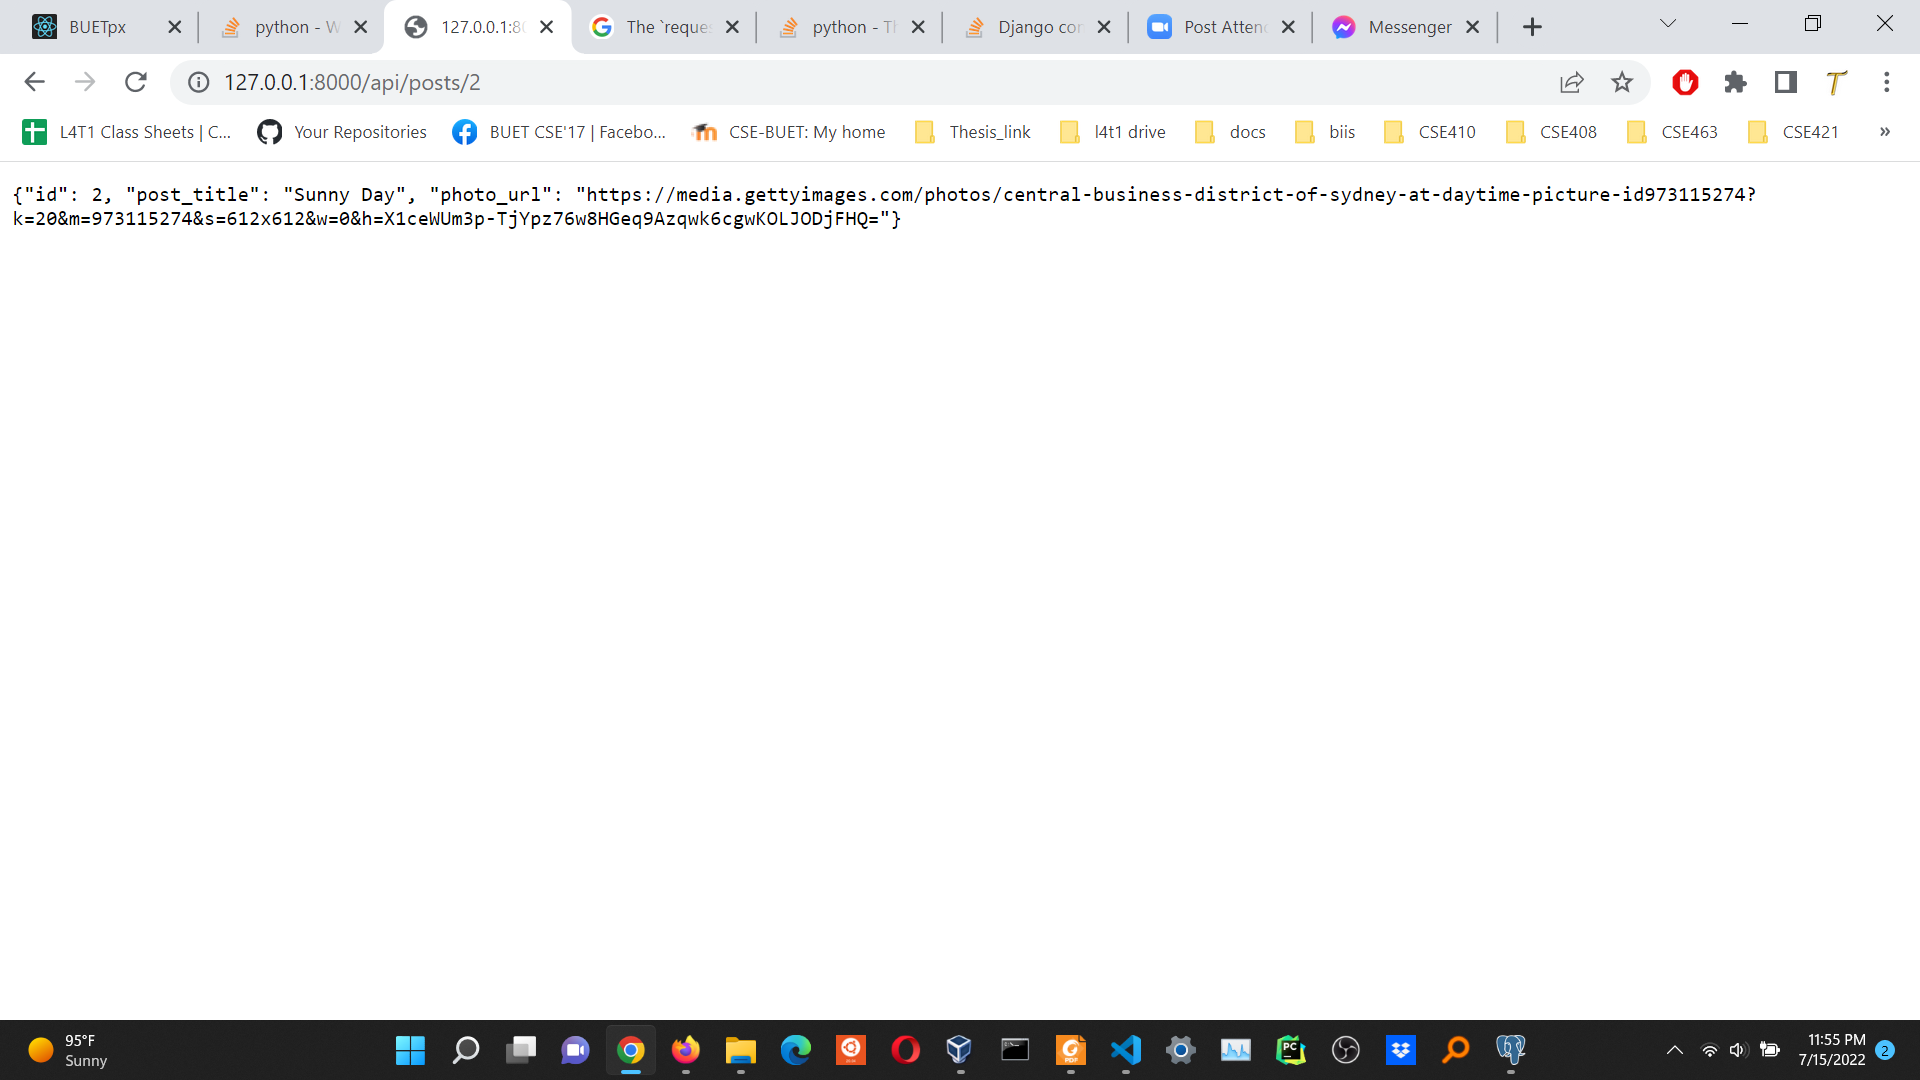 BUETpx
python - W
127.0.0.1:80
The `reque
python - Th
Django con
Post Attend
Messenger
127.0.0.1:8000/api/posts/2
L4T1 Class Sheets | C...
Your Repositories
BUET CSE'17 | Facebo...
CSE-BUET: My home
Thesis_link
l4t1 drive
docs
biis
CSE410
CSE408
CSE463
CSE421
»
{"id": 2, "post_title": "Sunny Day", "photo_url": "https://media.gettyimages.com/photos/central-business-district-of-sydney-at-daytime-picture-id973115274?
k=20&m=973115274&s=612x612&w=0&h=X1ceWUm3p-TjYpz76w8HGeq9Azqwk6cgwKOLJODjFHQ="}
95°F
Sunny
11:55 PM
7/15/2022
2